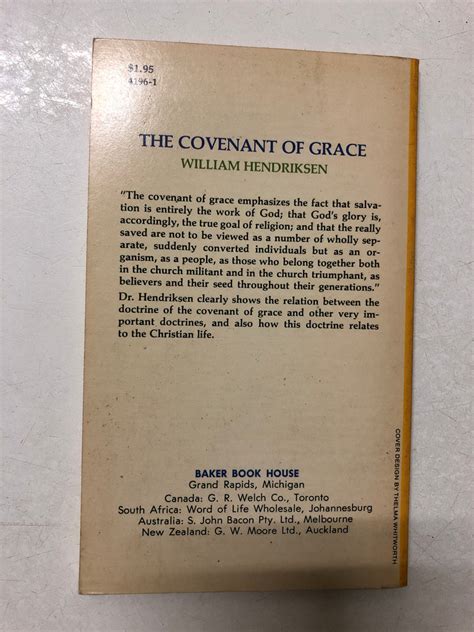 $1.95
4196-1
THE COVENANT OF GRACE
WILLIAM HENDRIKSEN
"The covenant of grace emphasizes the fact that salva-
tion is entirely the work of God; that God's glory is,
accordingly, the true goal of religion; and that the really
saved are not to be viewed as a number of wholly sep-
arate, suddenly converted individuals but as an or-
ganism, as a people, as those who belong together both
in the church militant and in the church triumphant, as
believers and their seed throughout their generations."
Dr. Hendriksen clearly shows the relation between the
doctrine of the covenant of grace and other very im-
portant doctrines, and also how this doctrine relates
to the Christian life.
BAKER BOOK HOUSE
Grand Rapids, Michigan
Canada: G. R. Welch Co., Toronto
South Africa: Word of Life Wholesale, Johannesburg
Australia: S. John Bacon Pty. Ltd., Melbourne
New Zealand: G. W. Moore Ltd., Auckland
COVER DESIGN BY THELMA WHITWORTH